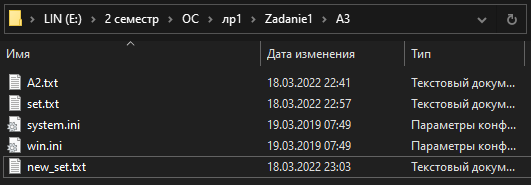 LIN (E:) > 2 семестр > ОС > лр1 > Zadanie1 > A3
Имя Дата изменения Тип
A2.txt 18.03.2022 22:41 Текстовый докум...
set.txt 18.03.2022 22:57 Текстовый докум...
system.ini 19.03.2019 07:49 Параметры конф...
win.ini 19.03.2019 07:49 Параметры конф...
new_set.txt 18.03.2022 23:03 Текстовый докум...